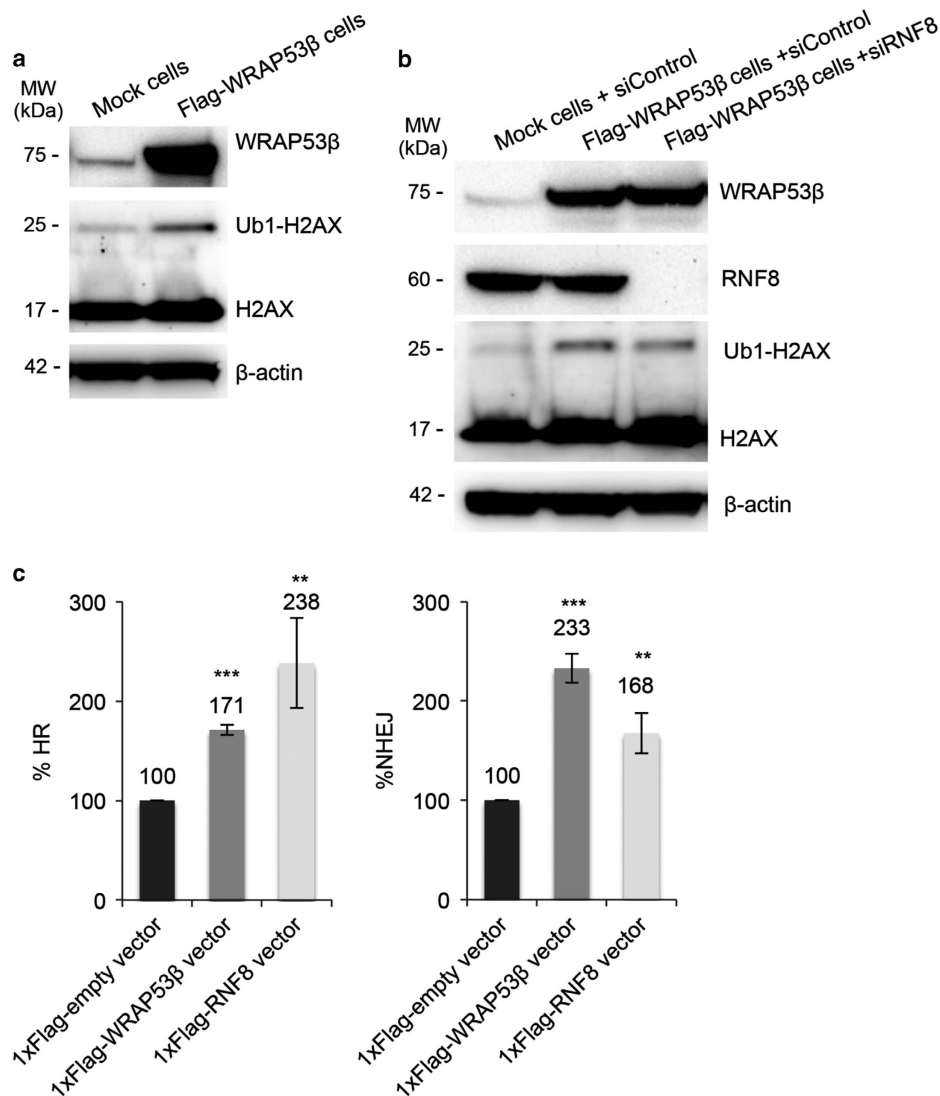 a
MW
(kDa)
Mock cells
Flag-WRAP53β cells
75 -
WRAP53β
25 -
Ub1-H2AX
17 -
H2AX
42 -
β-actin
b
MW
(kDa)
Mock cells + siControl
Flag-WRAP53β cells +siControl
Flag-WRAP53β cells +siRNF8
75 -
WRAP53β
60 -
RNF8
25 -
Ub1-H2AX
17 -
H2AX
42 -
β-actin
c
% HR
300
200
100
0
100
***
171
**
238
1xFlag-empty vector
1xFlag-WRAP53β vector
1xFlag-RNF8 vector
%NHEJ
300
200
100
0
100
***
233
**
168
1xFlag-empty vector
1xFlag-WRAP53β vector
1xFlag-RNF8 vector